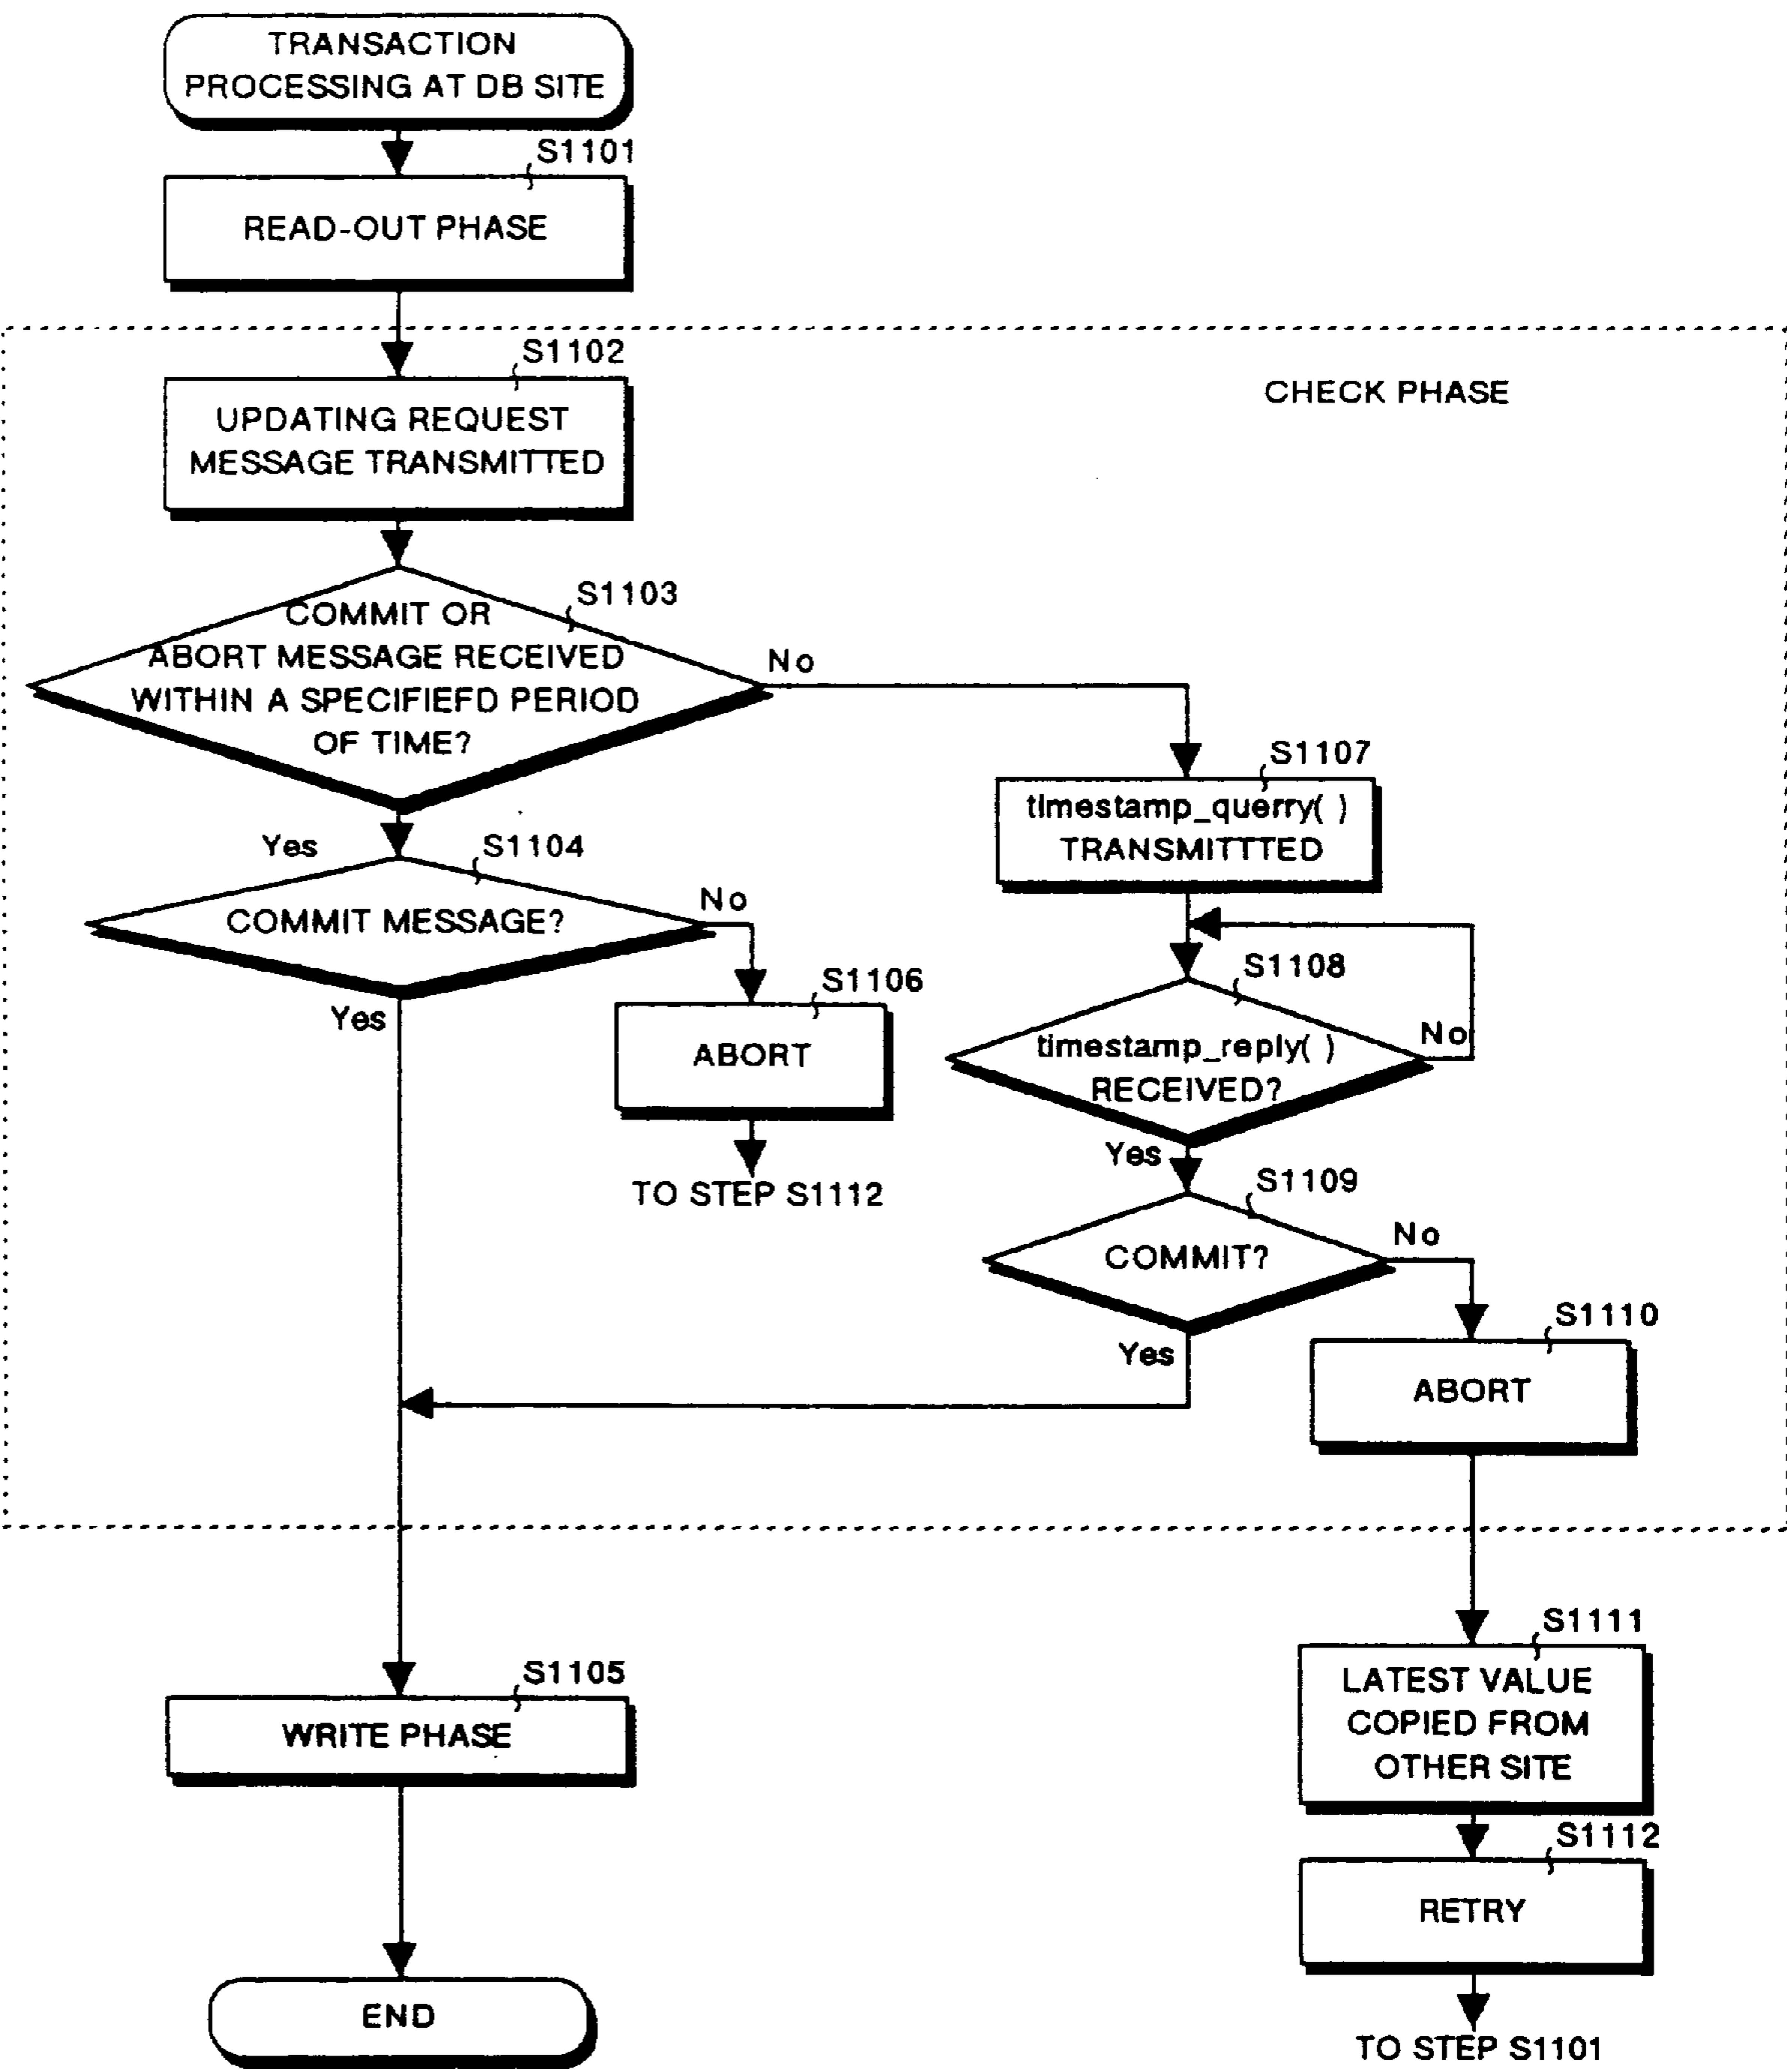 TRANSACTION
PROCESSING AT DB SITE
S1101
READ-OUT PHASE
S1102
UPDATING REQUEST
MESSAGE TRANSMITTED
CHECK PHASE
S1103
COMMIT OR
ABORT MESSAGE RECEIVED
WITHIN A SPECIFIEFD PERIOD
OF TIME?
No
Yes
S1104
COMMIT MESSAGE?
No
Yes
S1106
ABORT
TO STEP S1112
S1107
timestamp_querry( )
TRANSMITTTED
S1108
timestamp_reply( )
RECEIVED?
No
Yes
S1109
COMMIT?
No
Yes
S1110
ABORT
S1105
WRITE PHASE
END
S1111
LATEST VALUE
COPIED FROM
OTHER SITE
S1112
RETRY
TO STEP S1101